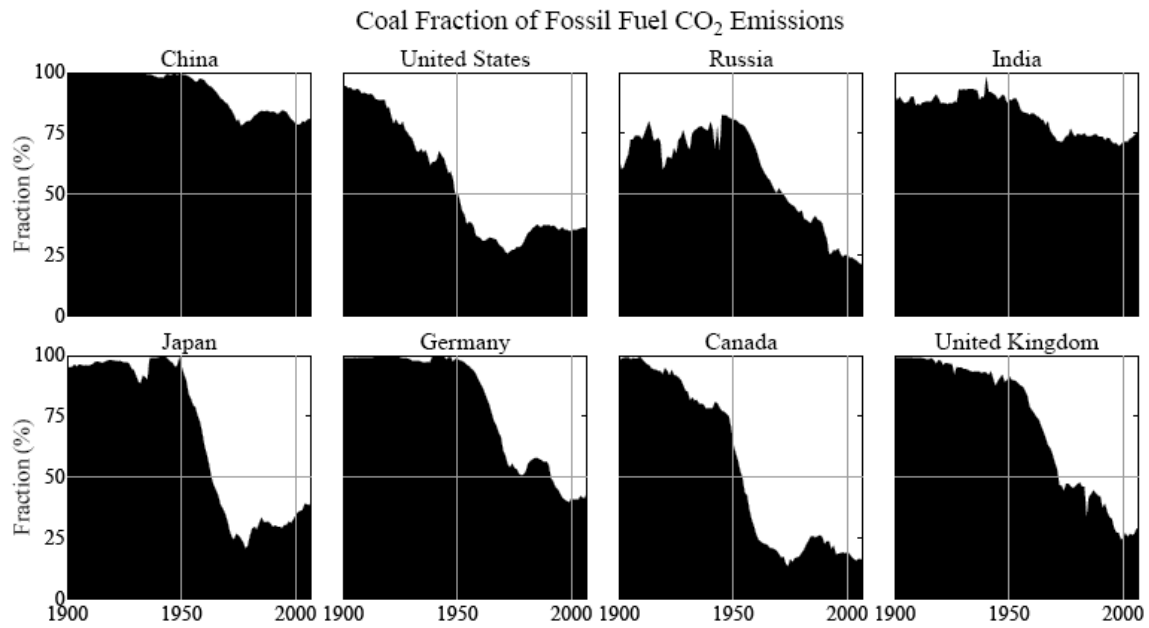 Coal Fraction of Fossil Fuel CO₂ Emissions
China United States Russia India
100
75
50
25
0
Fraction (%)
Japan Germany Canada United Kingdom
100
75
50
25
0
Fraction (%)
1900 1950 2000 1900 1950 2000 1900 1950 2000 1900 1950 2000